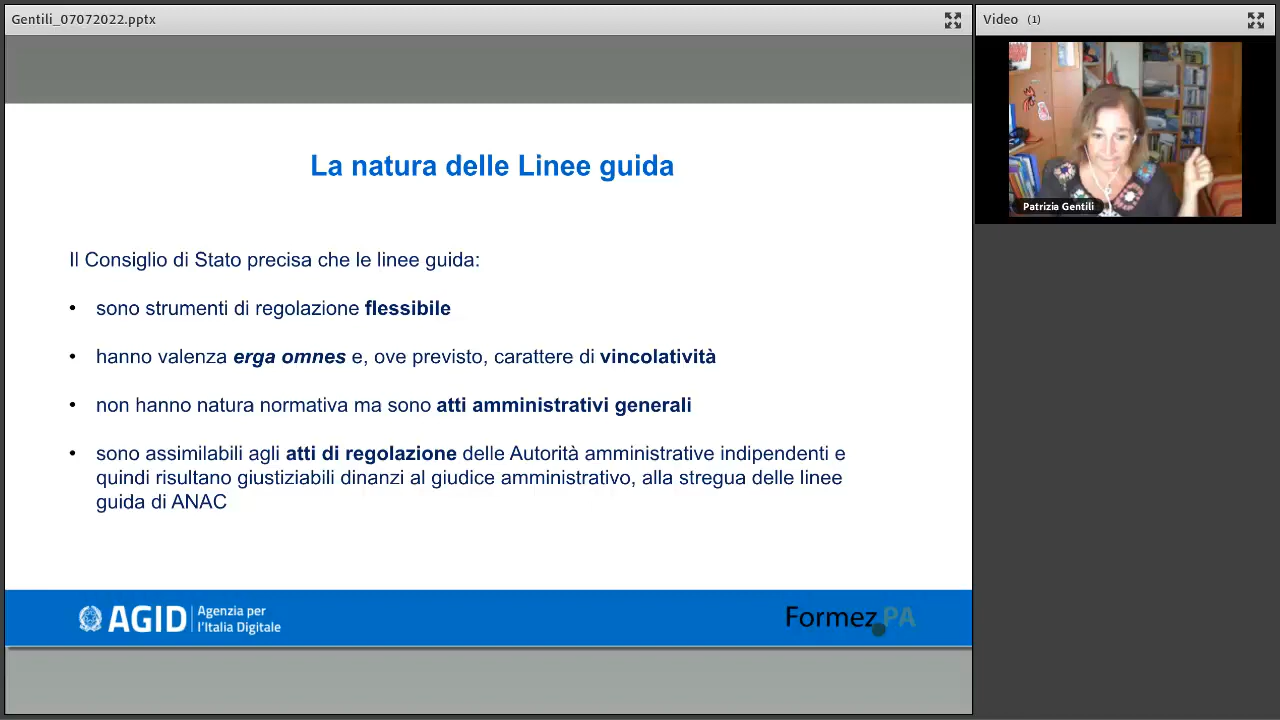 Gentili_07072022.pptx
Video (1)
Patrizia Gentili
La natura delle Linee guida
Il Consiglio di Stato precisa che le linee guida:
• sono strumenti di regolazione flessibile
• hanno valenza erga omnes e, ove previsto, carattere di vincolatività
• non hanno natura normativa ma sono atti amministrativi generali
• sono assimilabili agli atti di regolazione delle Autorità amministrative indipendenti e
quindi risultano giustiziabili dinanzi al giudice amministrativo, alla stregua delle linee
guida di ANAC
AGID Agenzia per
l'Italia Digitale
Formez PA